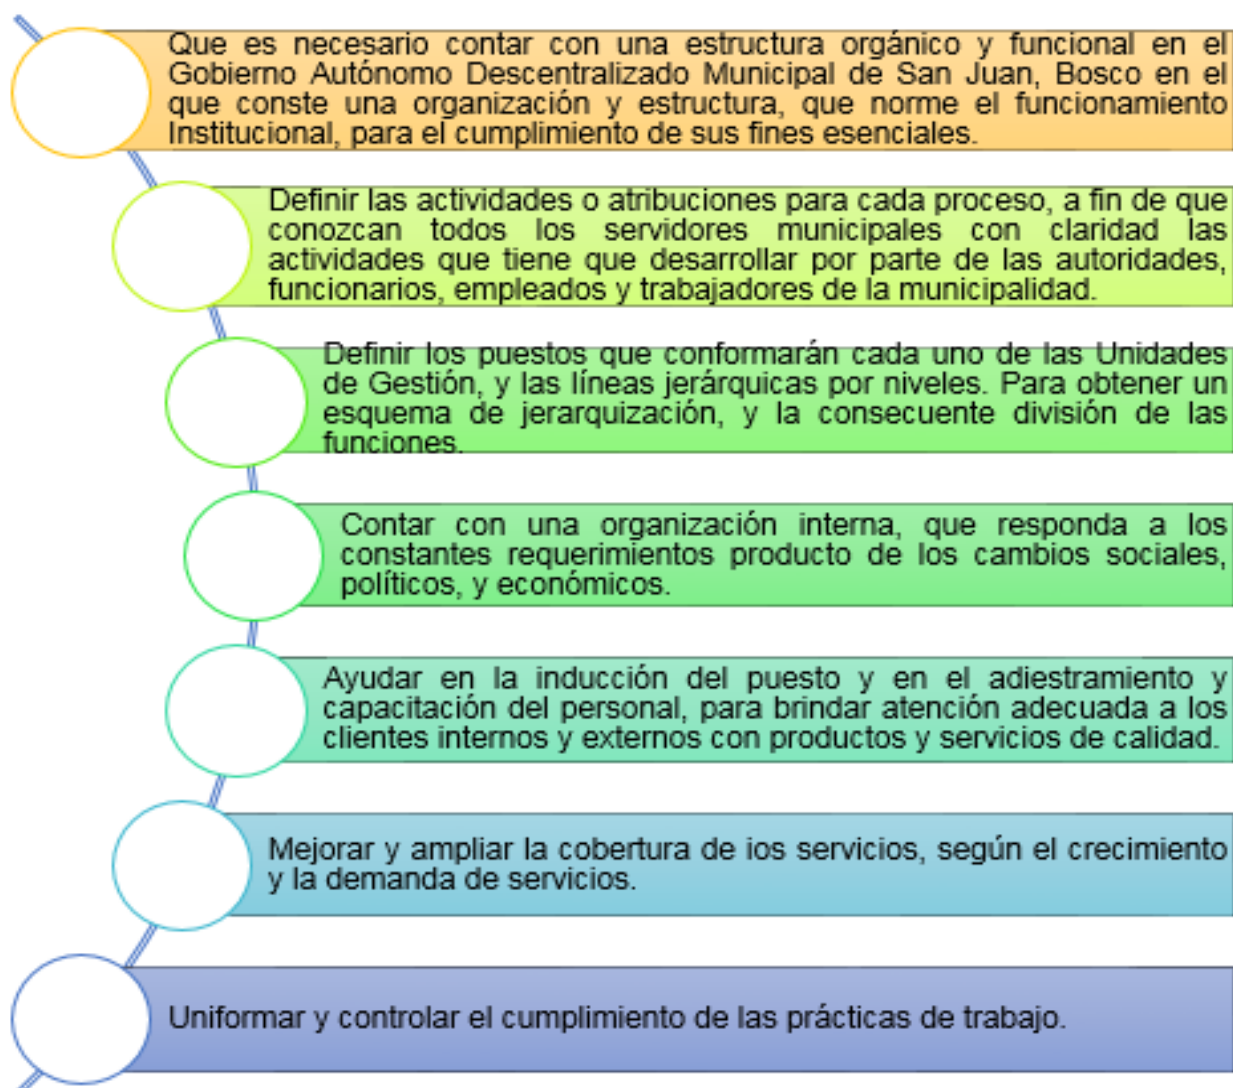 Que es necesario contar con una estructura orgánico y funcional en el
Gobierno Autónomo Descentralizado Municipal de San Juan, Bosco en el
que conste una organización y estructura, que norme el funcionamiento
Institucional, para el cumplimiento de sus fines esenciales.
Definir las actividades o atribuciones para cada proceso, a fin de que
conozcan todos los servidores municipales con claridad las
actividades que tiene que desarrollar por parte de las autoridades,
funcionarios, empleados y trabajadores de la municipalidad.
Definir los puestos que conformarán cada uno de las Unidades
de Gestión, y las líneas jerárquicas por niveles. Para obtener un
esquema de jerarquización, y la consecuente división de las
funciones.
Contar con una organización interna, que responda a los
constantes requerimientos producto de los cambios sociales,
políticos, y económicos.
Ayudar en la inducción del puesto y en el adiestramiento y
capacitación del personal, para brindar atención adecuada a los
clientes internos y externos con productos y servicios de calidad.
Mejorar y ampliar la cobertura de ios servicios, según el crecimiento
y la demanda de servicios.
Uniformar y controlar el cumplimiento de las prácticas de trabajo.